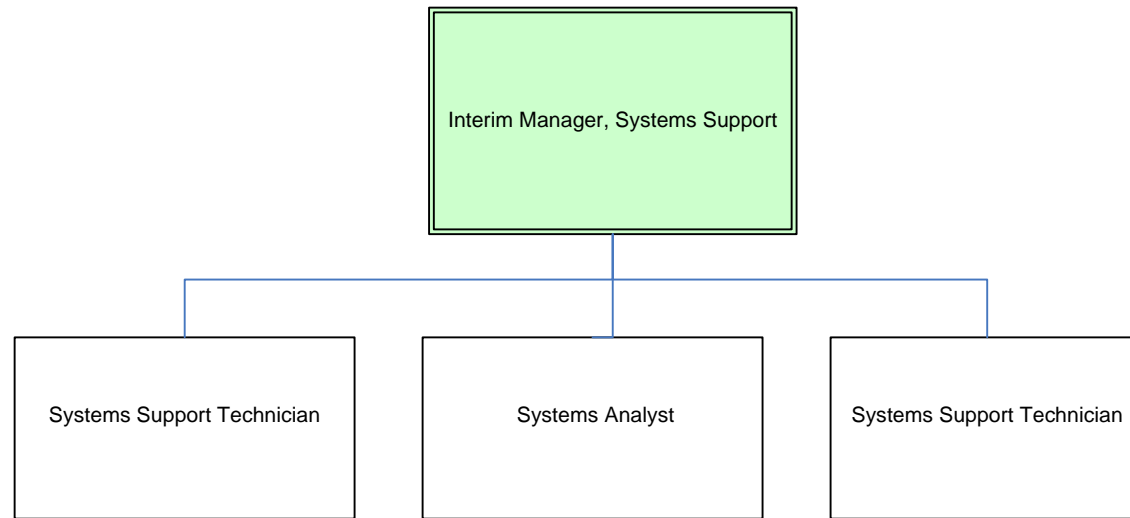 Interim Manager, Systems Support
Systems Support Technician
Systems Analyst
Systems Support Technician